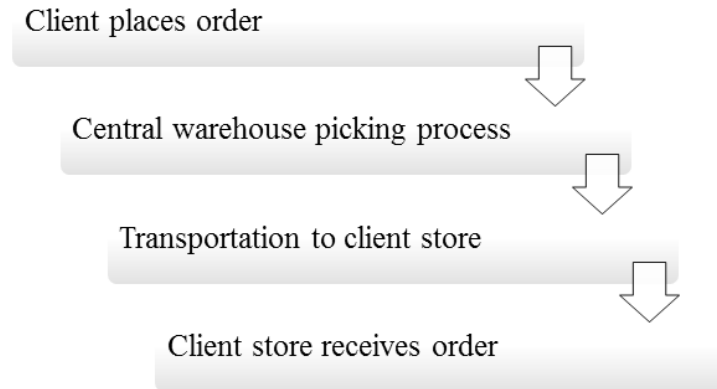 Client places order
Central warehouse picking process
Transportation to client store
Client store receives order